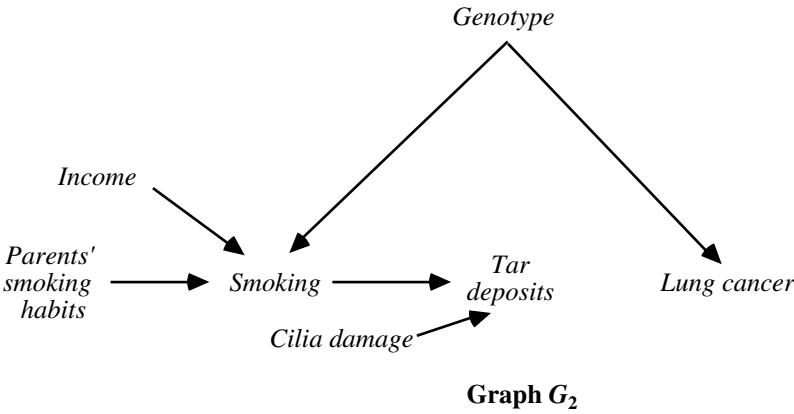 Genotype
Income
Parents'
smoking
habits
Smoking
Tar
deposits
Lung cancer
Cilia damage
Graph G2